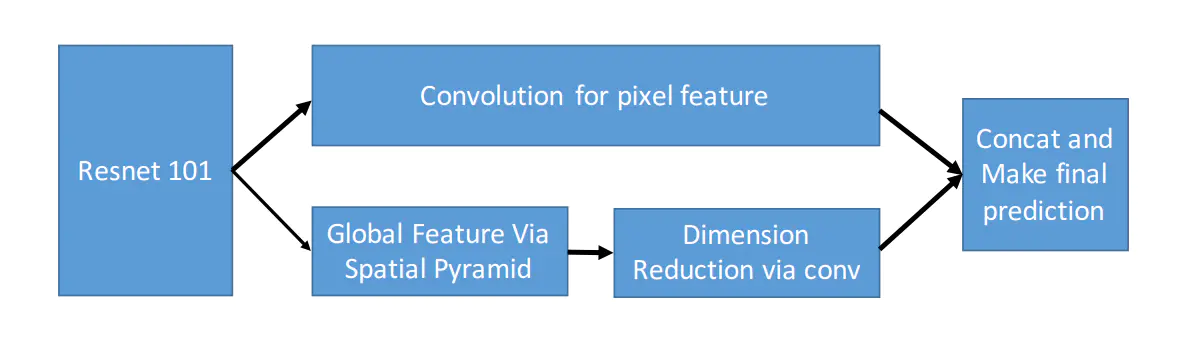 Resnet 101
Convolution for pixel feature
Global Feature Via
Spatial Pyramid
Dimension
Reduction via conv
Concat and
Make final
prediction